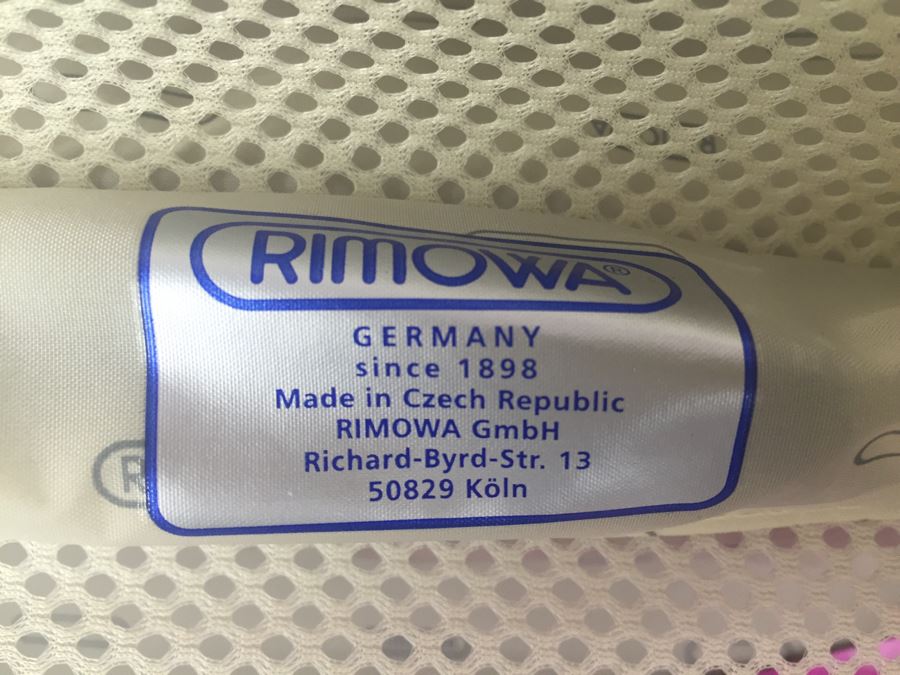 RIMOWA®
GERMANY
since 1898
Made in Czech Republic
RIMOWA GmbH
Richard-Byrd-Str. 13
50829 Köln